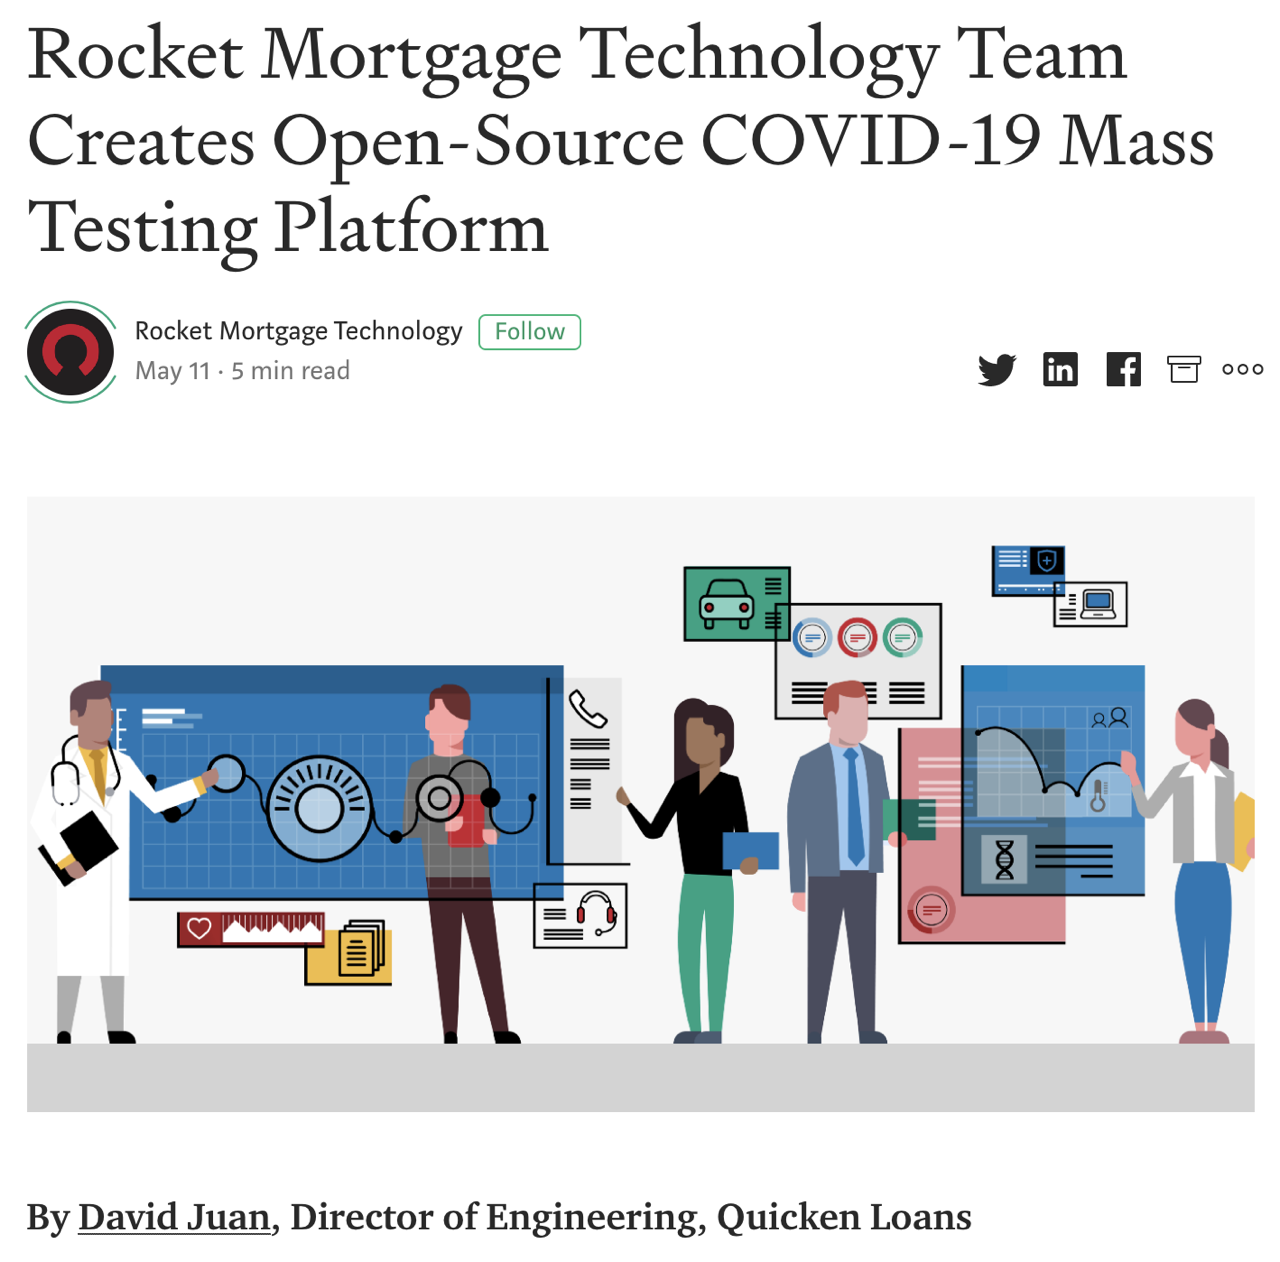 Rocket Mortgage Technology Team
Creates Open-Source COVID-19 Mass
Testing Platform
Rocket Mortgage Technology Follow
May 11 · 5 min read
By David Juan, Director of Engineering, Quicken Loans